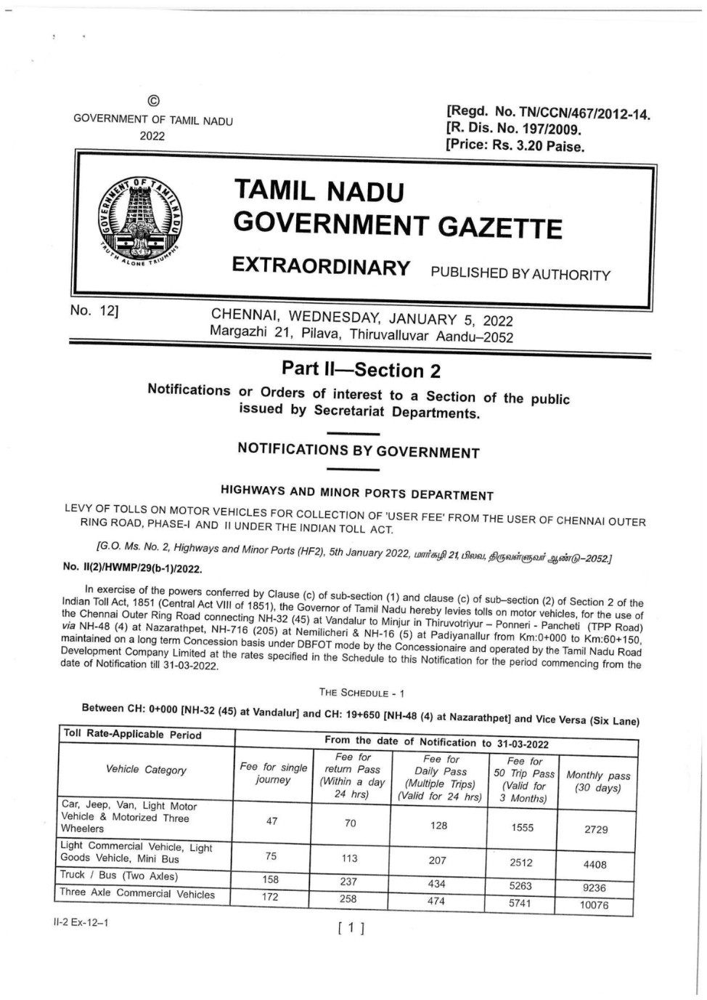 ©
GOVERNMENT OF TAMIL NADU
2022
[Regd. No. TN/CCN/467/2012-14.
[R. Dis. No. 197/2009.
[Price: Rs. 3.20 Paise.
GOVERNMENT OF TAMILNADU
TRUTH ALONE TRIUMPHS
TAMIL NADU
GOVERNMENT GAZETTE
EXTRAORDINARY PUBLISHED BY AUTHORITY
No. 12]
CHENNAI, WEDNESDAY, JANUARY 5, 2022
Margazhi 21, Pilava, Thiruvalluvar Aandu–2052
Part II—Section 2
Notifications or Orders of interest to a Section of the public
issued by Secretariat Departments.
NOTIFICATIONS BY GOVERNMENT
HIGHWAYS AND MINOR PORTS DEPARTMENT
LEVY OF TOLLS ON MOTOR VEHICLES FOR COLLECTION OF 'USER FEE' FROM THE USER OF CHENNAI OUTER
RING ROAD, PHASE-I AND II UNDER THE INDIAN TOLL ACT.
[G.O. Ms. No. 2, Highways and Minor Ports (HF2), 5th January 2022, மார்கழி 21, பிலவ, திருவள்ளுவர் ஆண்டு–2052.]
No. II(2)/HWMP/29(b-1)/2022.
In exercise of the powers conferred by Clause (c) of sub-section (1) and clause (c) of sub–section (2) of Section 2 of the
Indian Toll Act, 1851 (Central Act VIII of 1851), the Governor of Tamil Nadu hereby levies tolls on motor vehicles, for the use of
the Chennai Outer Ring Road connecting NH-32 (45) at Vandalur to Minjur in Thiruvotriyur – Ponneri - Pancheti (TPP Road)
via NH-48 (4) at Nazarathpet, NH-716 (205) at Nemilicheri & NH-16 (5) at Padiyanallur from Km:0+000 to Km:60+150,
maintained on a long term Concession basis under DBFOT mode by the Concessionaire and operated by the Tamil Nadu Road
Development Company Limited at the rates specified in the Schedule to this Notification for the period commencing from the
date of Notification till 31-03-2022.
THE SCHEDULE - 1
Between CH: 0+000 [NH-32 (45) at Vandalur] and CH: 19+650 [NH-48 (4) at Nazarathpet] and Vice Versa (Six Lane)
Toll Rate-Applicable Period
From the date of Notification to 31-03-2022
Vehicle Category
Fee for single
journey
Fee for
return Pass
(Within a day
24 hrs)
Fee for
Daily Pass
(Multiple Trips)
(Valid for 24 hrs)
Fee for
50 Trip Pass
(Valid for
3 Months)
Monthly pass
(30 days)
Car, Jeep, Van, Light Motor
Vehicle & Motorized Three
Wheelers
47 70 128 1555 2729
Light Commercial Vehicle, Light
Goods Vehicle, Mini Bus
75 113 207 2512 4408
Truck / Bus (Two Axles) 158 237 434 5263 9236
Three Axle Commercial Vehicles 172 258 474 5741 10076
II-2 Ex-12–1
[ 1 ]